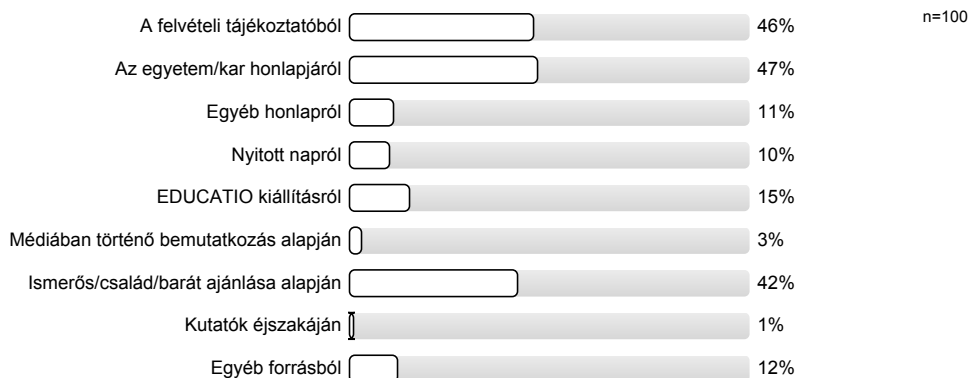 A felvételi tájékoztatóból 46% n=100
Az egyetem/kar honlapjáról 47%
Egyéb honlapról 11%
Nyitott napról 10%
EDUCATIO kiállításról 15%
Médiában történő bemutatkozás alapján 3%
Ismerős/család/barát ajánlása alapján 42%
Kutatók éjszakáján 1%
Egyéb forrásból 12%